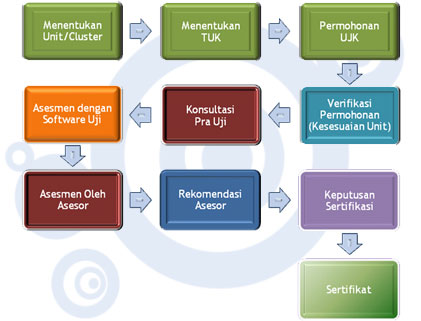 Menentukan
Unit/Cluster
Menentukan
TUK
Permohonan
UJK
Verifikasi
Permohonan
(Kesesuaian Unit)
Konsultasi
Pra Uji
Asesmen dengan
Software Uji
Asesmen Oleh
Asesor
Rekomendasi
Asesor
Keputusan
Sertifikasi
Sertifikat